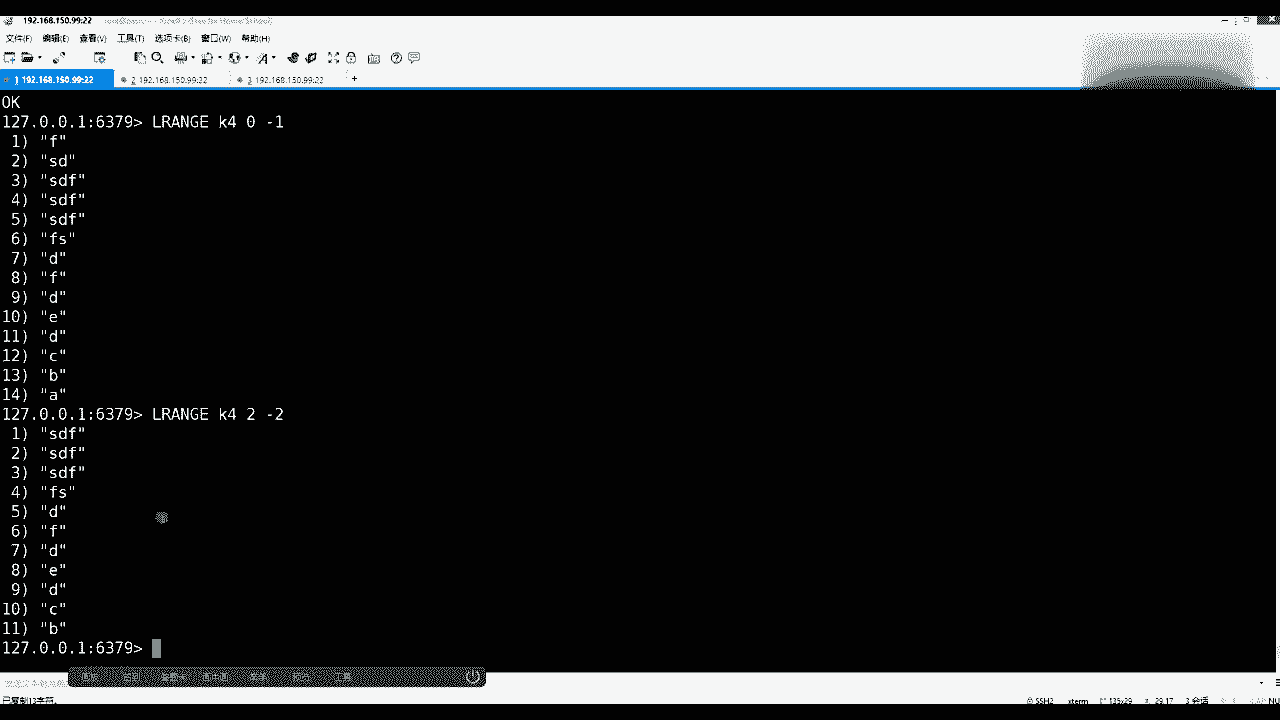 192.168.150.99:22
文件(F) 编辑(E) 查看(V) 工具(T) 选项卡(B) 窗口(W) 帮助(H)
1 192.168.150.99:22 2 192.168.150.99:22 3 192.168.150.99:22 +
OK
127.0.0.1:6379> LRANGE k4 0 -1
1) "f"
2) "sd"
3) "sdf"
4) "sdf"
5) "sdf"
6) "fs"
7) "d"
8) "f"
9) "d"
10) "e"
11) "d"
12) "c"
13) "b"
14) "a"
127.0.0.1:6379> LRANGE k4 2 -2
1) "sdf"
2) "sdf"
3) "sdf"
4) "fs"
5) "d"
6) "f"
7) "d"
8) "e"
9) "d"
10) "c"
11) "b"
127.0.0.1:6379>
已复制13字符。 SSH2 xterm 135x29 29,17 3 会话